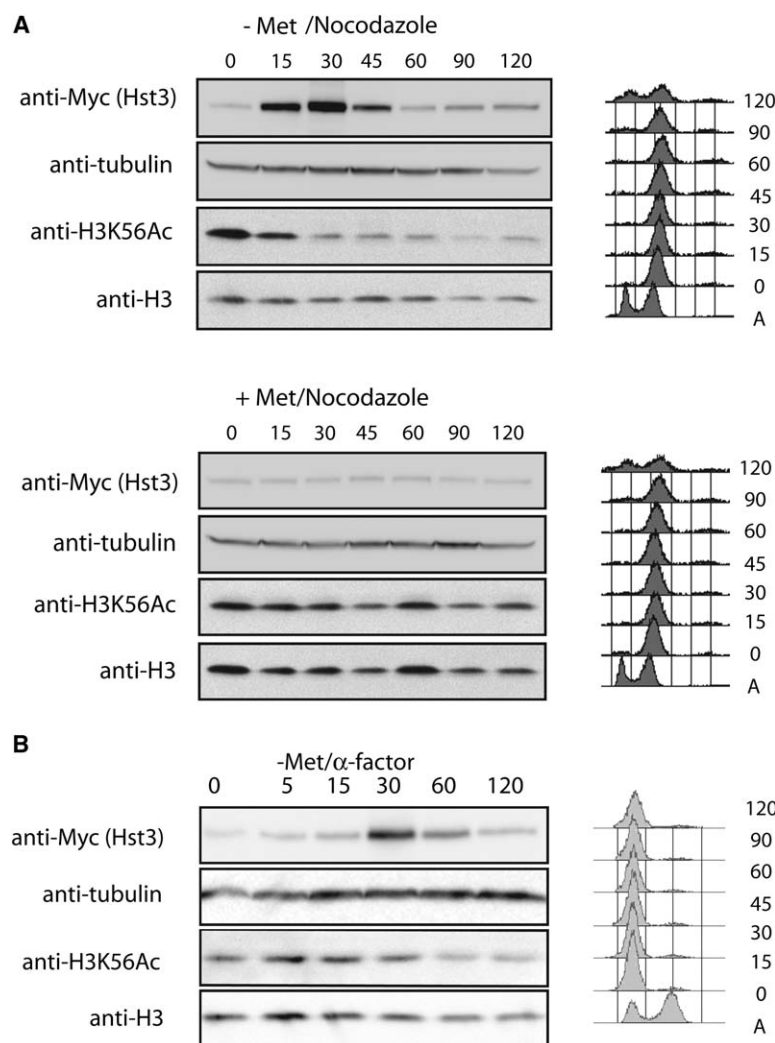 A
- Met /Nocodazole
0 15 30 45 60 90 120
anti-Myc (Hst3)
anti-tubulin
anti-H3K56Ac
anti-H3
120
90
60
45
30
15
0
A
+ Met/Nocodazole
0 15 30 45 60 90 120
anti-Myc (Hst3)
anti-tubulin
anti-H3K56Ac
anti-H3
120
90
60
45
30
15
0
A
B
-Met/α-factor
0 5 15 30 60 120
anti-Myc (Hst3)
anti-tubulin
anti-H3K56Ac
anti-H3
120
90
60
45
30
15
0
A